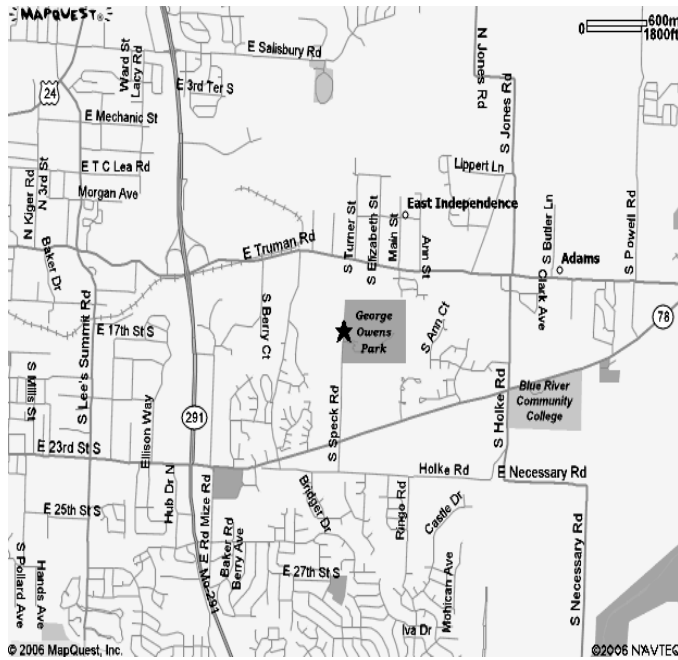 MAPQUEST
600m
0
1800ft
E Salisbury Rd
N Jones Rd
S Jones Rd
Ward St
Lacy Rd
E 3rd Ter S
24
E Mechanic St
E T C Lea Rd
Lippert Ln
Morgan Ave
N Kiger Rd
N 3rd St
East Independence
S Turner St
S Elizabeth St
Main St
Ann St
S Butler Ln
S Powell Rd
E Truman Rd
Adams
Baker Dr
Clark Ave
S Berry Ct
George
Owens
Park
S Ann Ct
78
E 17th St S
S Lee's Summit Rd
S Millis St
Ellison Way
291
S Speck Rd
S Holke Rd
Blue River
Community
College
E 23rd St S
Holke Rd
E Necessary Rd
Hub Dr N
E Rd Mize Rd
Bridger Dr
Ringo Rd
Castle Dr
E 25th St S
Baker Rd
Berry Ave
MO-291
E 27th St S
S Necessary Rd
S Pollard Ave
Hands Ave
Mohican Ave
Iva Dr
© 2006 MapQuest, Inc.
©2006 NAVTEQ